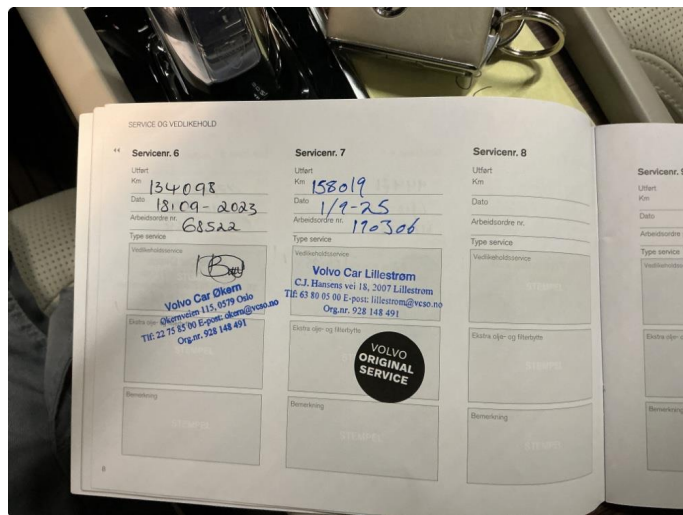 SERVICE OG VEDLIKEHOLD
Servicenr. 6
Utført
Km 134098
Dato 18.09-2023
Arbeidsordre nr. 68522
Type service
Vedlikeholdsservice
Volvo Car Økern
Økernveien 115, 0579 Oslo
Tlf: 22 75 85 00 E-post: okern@vcso.no
Org.nr. 928 148 491
Ekstra olje- og filterbytte
Bemerkning
STEMPEL
8
Servicenr. 7
Utført
Km 158019
Dato 1/9-25
Arbeidsordre nr. 190306
Type service
Vedlikeholdsservice
Volvo Car Lillestrøm
C.J. Hansens vei 18, 2007 Lillestrøm
Tlf: 63 80 05 00 E-post: lillestrom@vcso.no
Org.nr. 928 148 491
Ekstra olje- og filterbytte
VOLVO
ORIGINAL
SERVICE
Bemerkning
STEMPEL
Servicenr. 8
Utført
Km
Dato
Arbeidsordre nr.
Type service
Vedlikeholdsservice
STEMPEL
Ekstra olje- og filterbytte
STEMPEL
Bemerkning
STEMPEL
Servicenr.
Utført
Km
Dato
Arbeidsordre
Type service
Ekstra olje-
Bemerkning